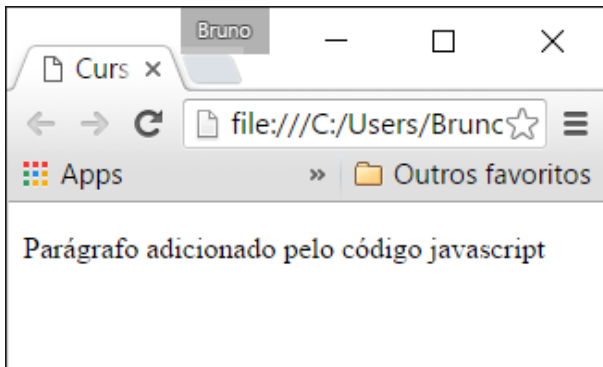 Bruno
Curs
file:///C:/Users/Brunc
Apps
» Outros favoritos
Parágrafo adicionado pelo código javascript